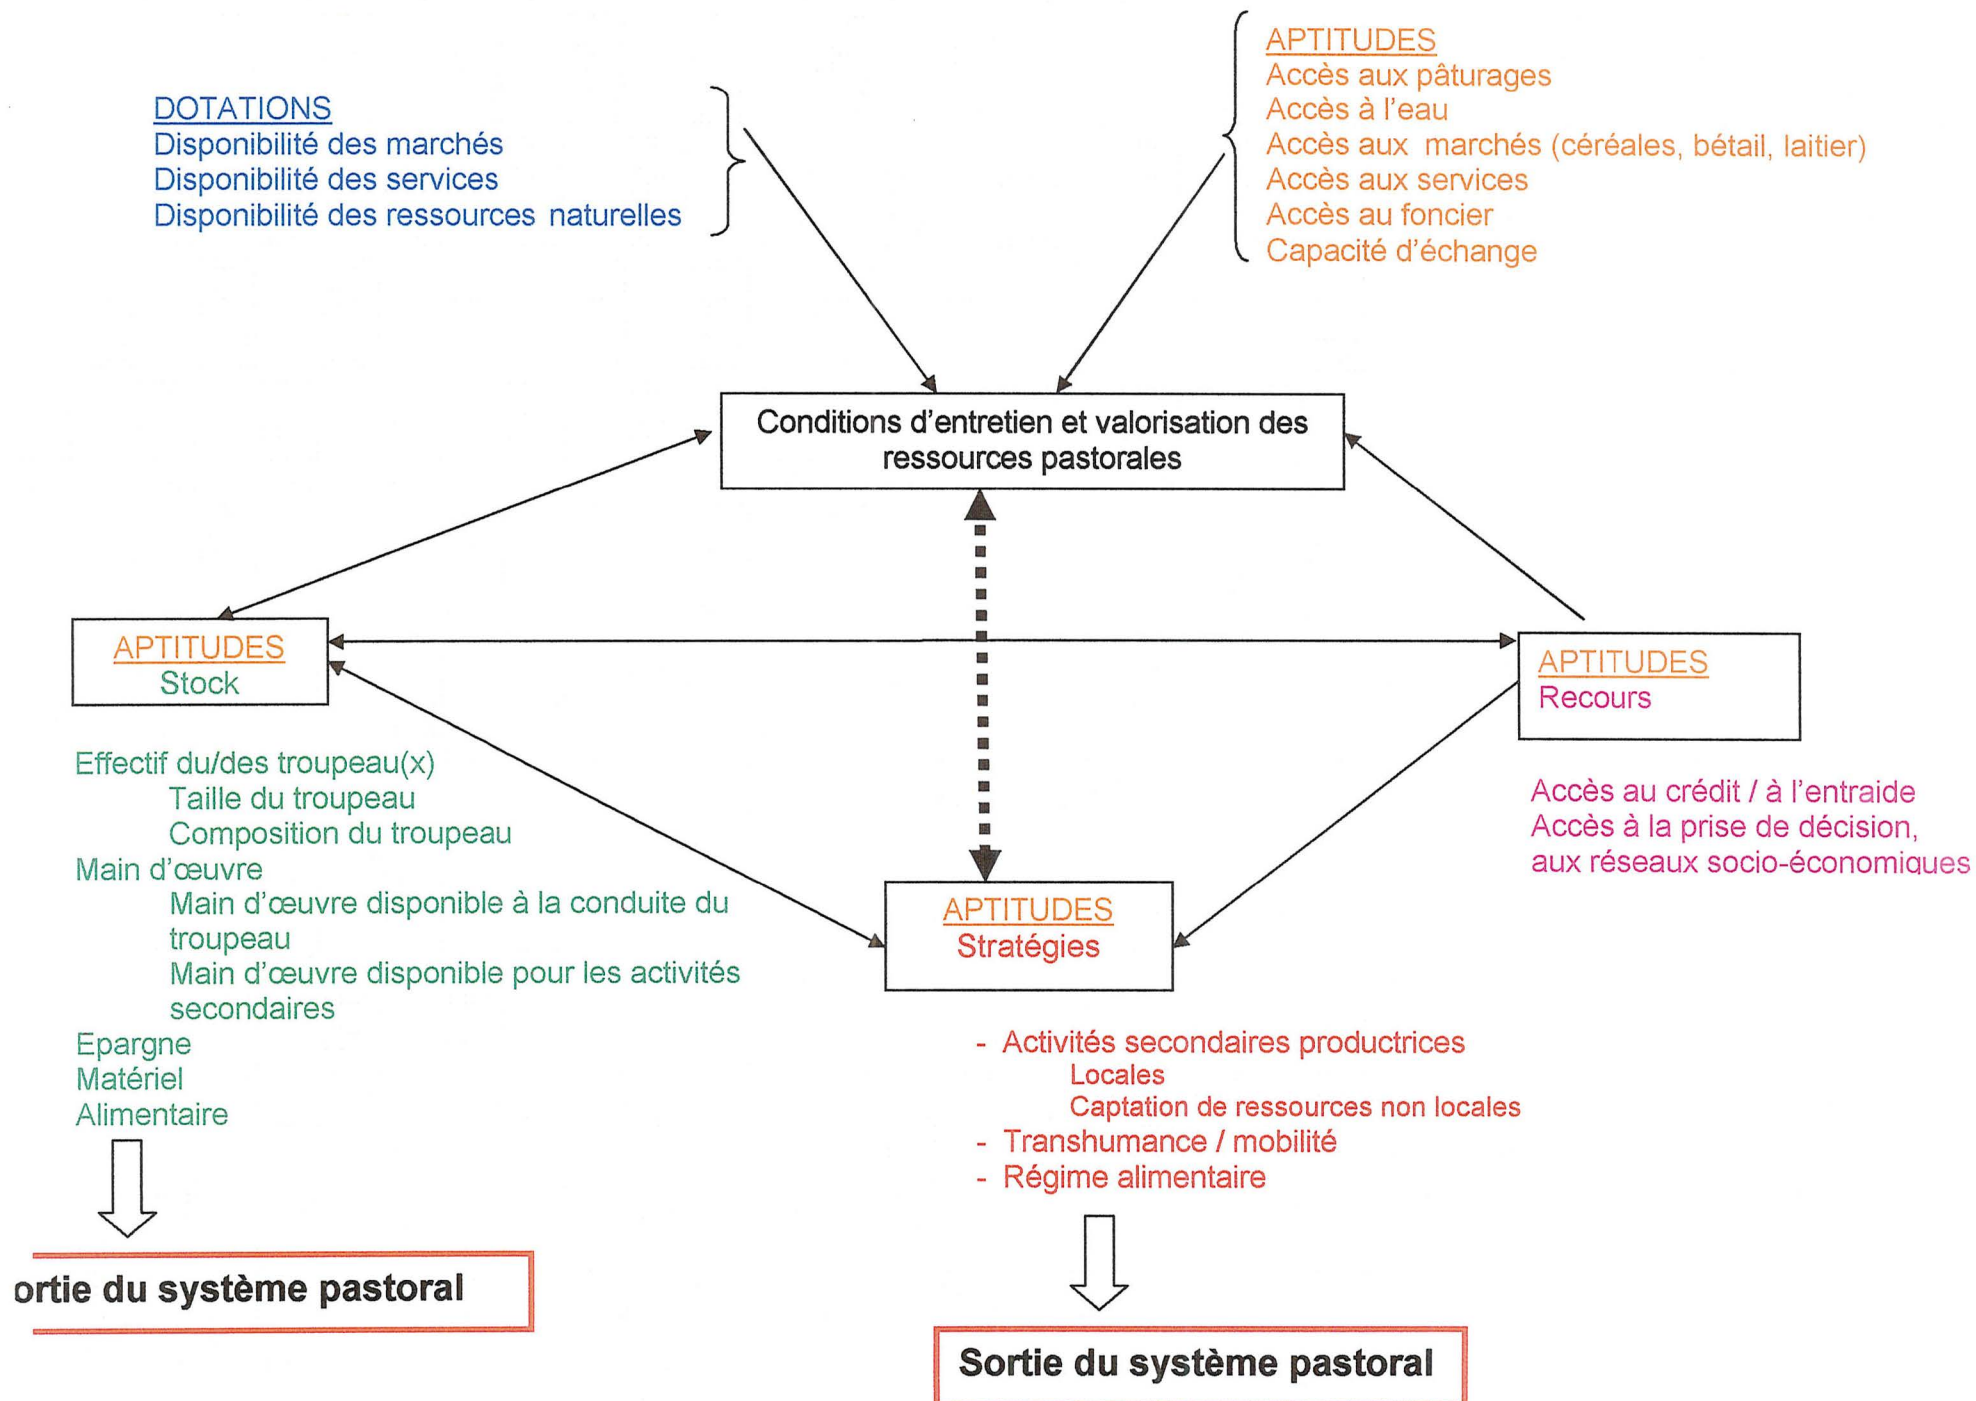 DOTATIONS
Disponibilité des marchés
Disponibilité des services
Disponibilité des ressources naturelles
APTITUDES
Accès aux pâturages
Accès à l'eau
Accès aux marchés (céréales, bétail, laitier)
Accès aux services
Accès au foncier
Capacité d'échange
Conditions d'entretien et valorisation des
ressources pastorales
APTITUDES
Stock
Effectif du/des troupeau(x)
Taille du troupeau
Composition du troupeau
Main d'œuvre
Main d'œuvre disponible à la conduite du
troupeau
Main d'œuvre disponible pour les activités
secondaires
Epargne
Matériel
Alimentaire
ortie du système pastoral
APTITUDES
Recours
Accès au crédit / à l'entraide
Accès à la prise de décision,
aux réseaux socio-économiques
APTITUDES
Stratégies
- Activités secondaires productrices
Locales
Captation de ressources non locales
- Transhumance / mobilité
- Régime alimentaire
Sortie du système pastoral